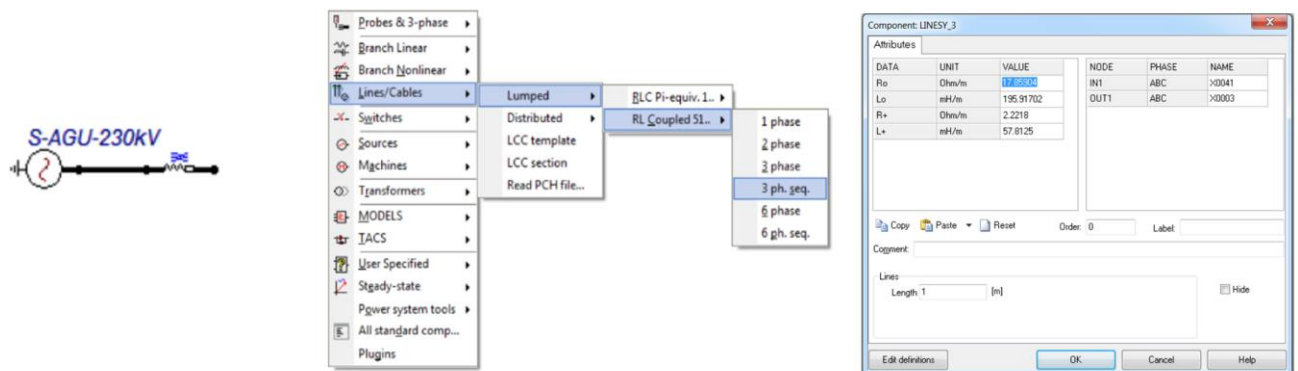 S-AGU-230kV
Probes & 3-phase
Branch Linear
Branch Nonlinear
Lines/Cables
Switches
Sources
Machines
Transformers
MODELS
TACS
User Specified
Steady-state
Power system tools
All standard comp...
Plugins
Lumped
Distributed
LCC template
LCC section
Read PCH file...
RLC Pi-equiv. 1..
RL Coupled 51..
1 phase
2 phase
3 phase
3 ph. seq.
6 phase
6 ph. seq.
Component: LINESY_3
Attributes
DATA UNIT VALUE
Ro Ohm/m 17.85904
Lo mH/m 195.91702
R+ Ohm/m 2.2218
L+ mH/m 57.8125
NODE PHASE NAME
IN1 ABC X0041
OUT1 ABC X0003
Copy Paste Reset Order: 0 Label:
Comment:
Lines
Length 1 [m] Hide
Edit definitions OK Cancel Help